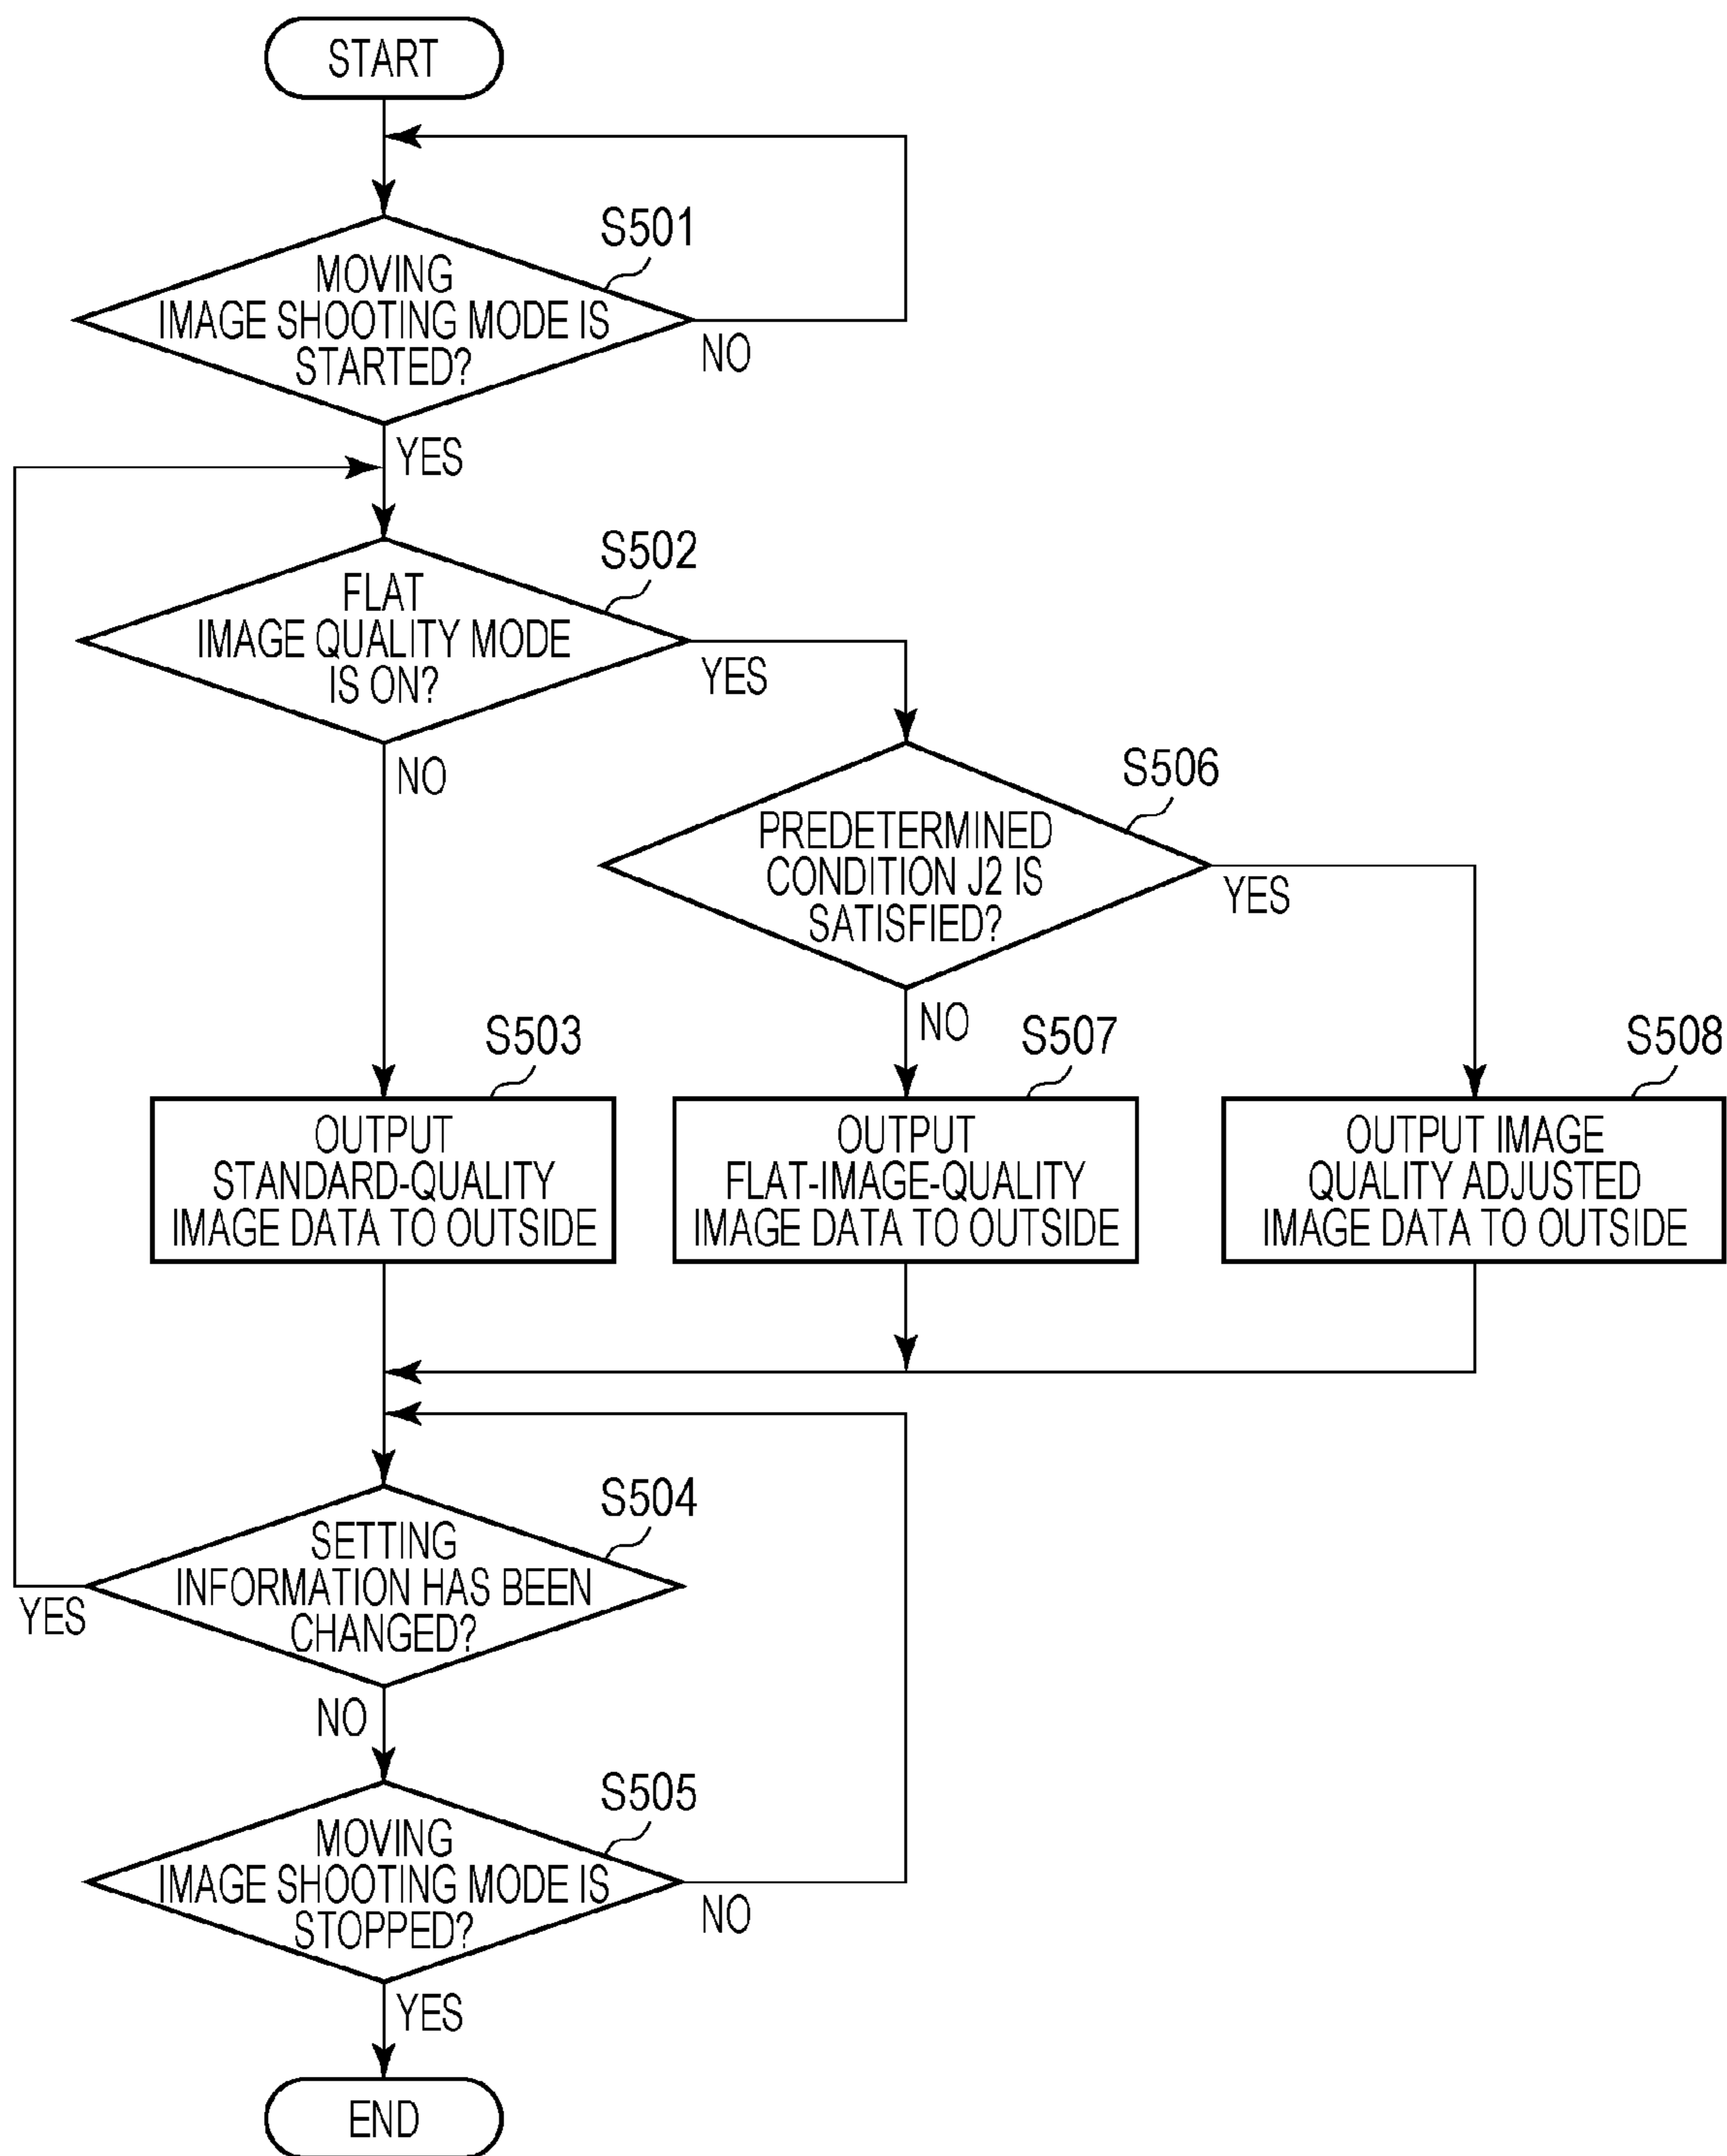 START
S501
MOVING
IMAGE SHOOTING MODE IS
STARTED?
NO
YES
S502
FLAT
IMAGE QUALITY MODE
IS ON?
YES
NO
S506
PREDETERMINED
CONDITION J2 IS
SATISFIED?
YES
NO
S503
OUTPUT
STANDARD-QUALITY
IMAGE DATA TO OUTSIDE
S507
OUTPUT
FLAT-IMAGE-QUALITY
IMAGE DATA TO OUTSIDE
S508
OUTPUT IMAGE
QUALITY ADJUSTED
IMAGE DATA TO OUTSIDE
S504
SETTING
INFORMATION HAS BEEN
CHANGED?
YES
NO
S505
MOVING
IMAGE SHOOTING MODE IS
STOPPED?
NO
YES
END